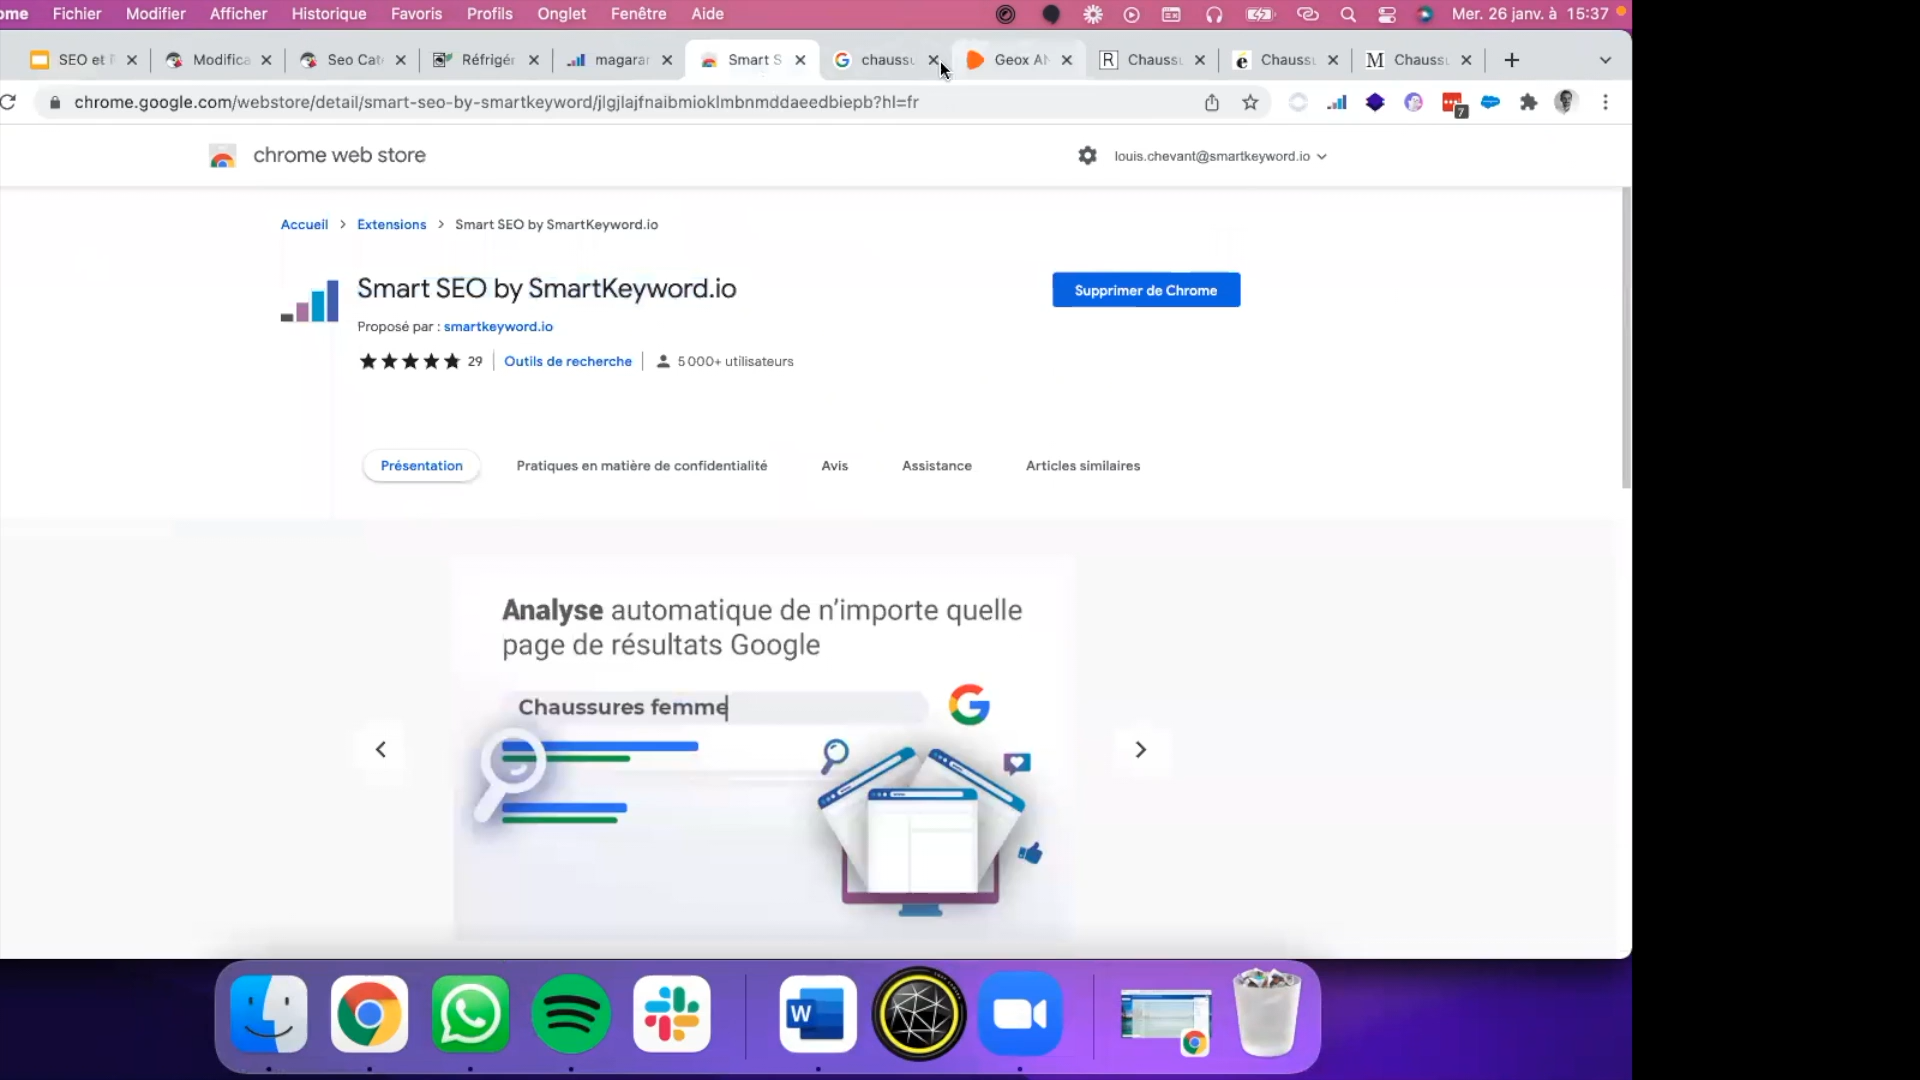 ome Fichier Modifier Afficher Historique Favoris Profils Onglet Fenêtre Aide Mer. 26 janv. à 15:37
SEO et Modifica Seo Cat Réfrigér magara Smart S chaussu Geox A Chauss Chauss Chauss
chrome.google.com/webstore/detail/smart-seo-by-smartkeyword/jlgjlajfnaibmioklmbnmddaeedbiepb?hl=fr
7
chrome web store
louis.chevant@smartkeyword.io
Accueil > Extensions > Smart SEO by SmartKeyword.io
Smart SEO by SmartKeyword.io
Supprimer de Chrome
Proposé par : smartkeyword.io
29 Outils de recherche 5 000+ utilisateurs
Présentation Pratiques en matière de confidentialité Avis Assistance Articles similaires
Analyse automatique de n’importe quelle
page de résultats Google
Chaussures femme